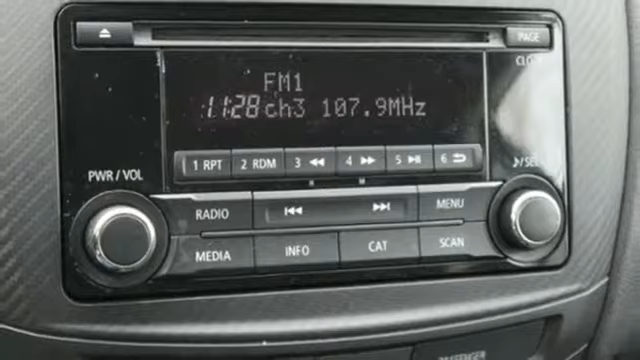 PAGE
FM1
11:28 ch3 107.9MHz
1 RPT 2 RDM 3 4 5 6
PWR/VOL
RADIO
MENU
MEDIA
INFO
CAT
SCAN